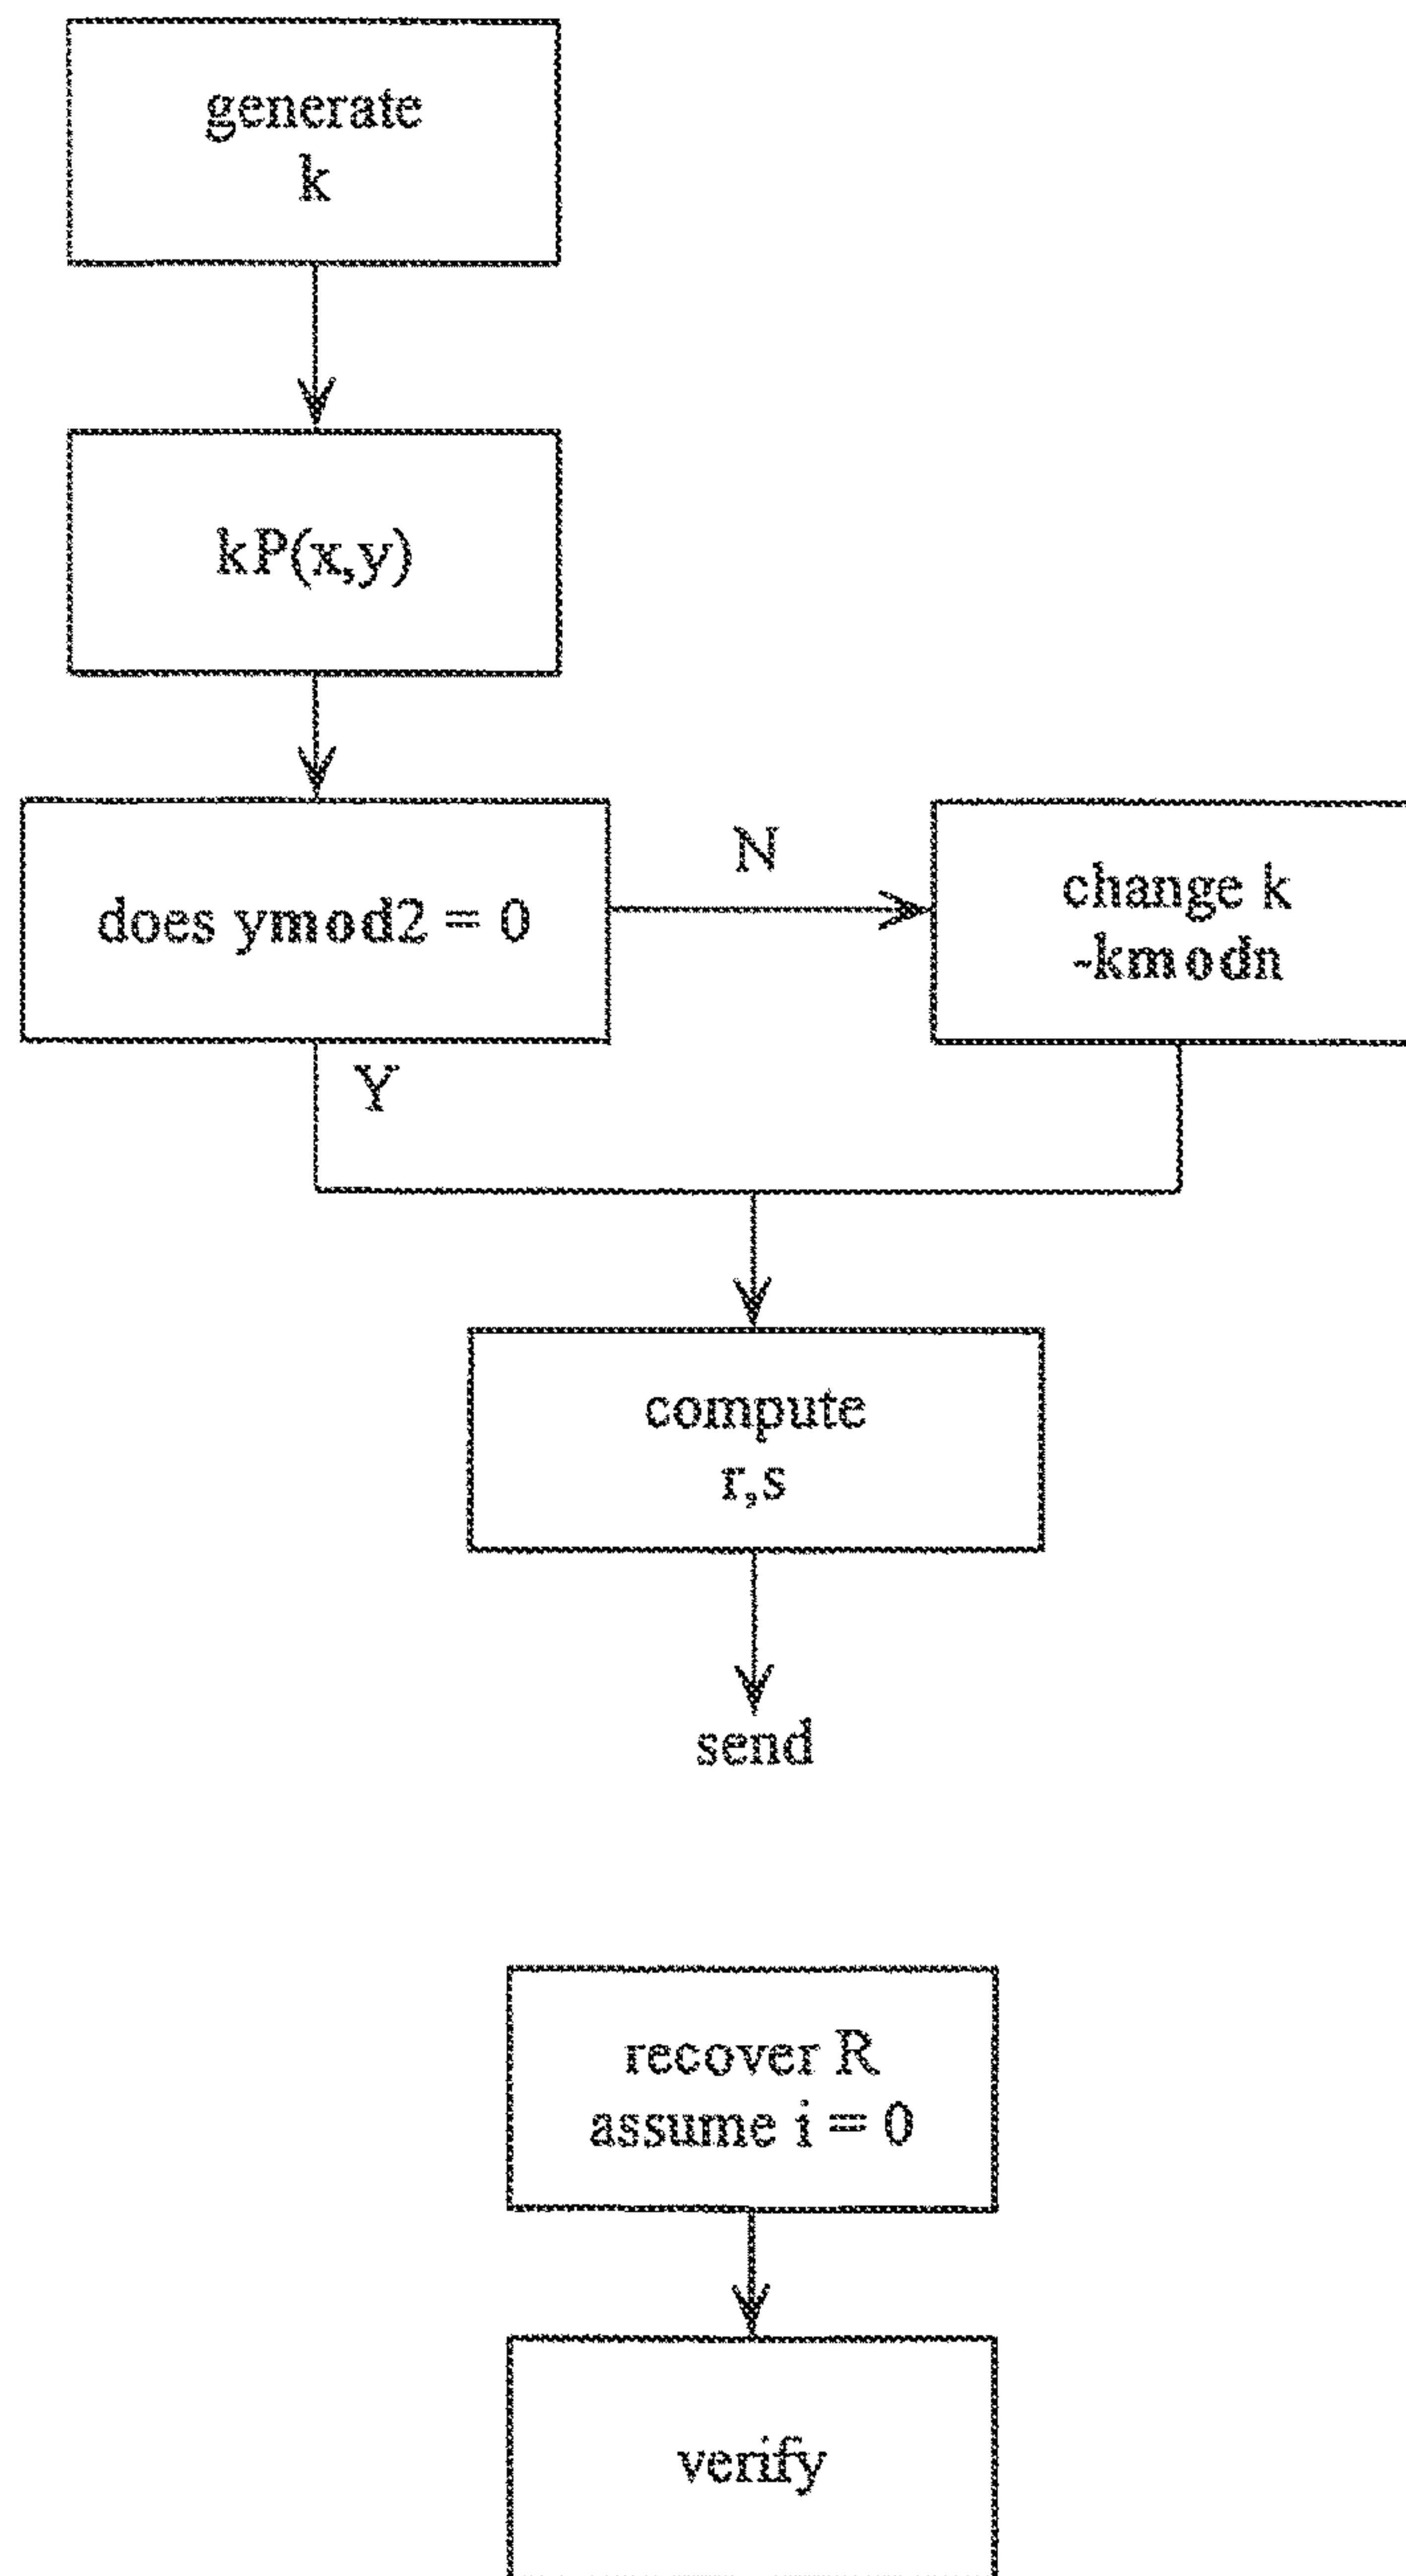 generate
k
kP(x,y)
does ymod2 = 0
N
change k
-kmodn
Y
compute
r,s
send
recover R
assume i = 0
verify